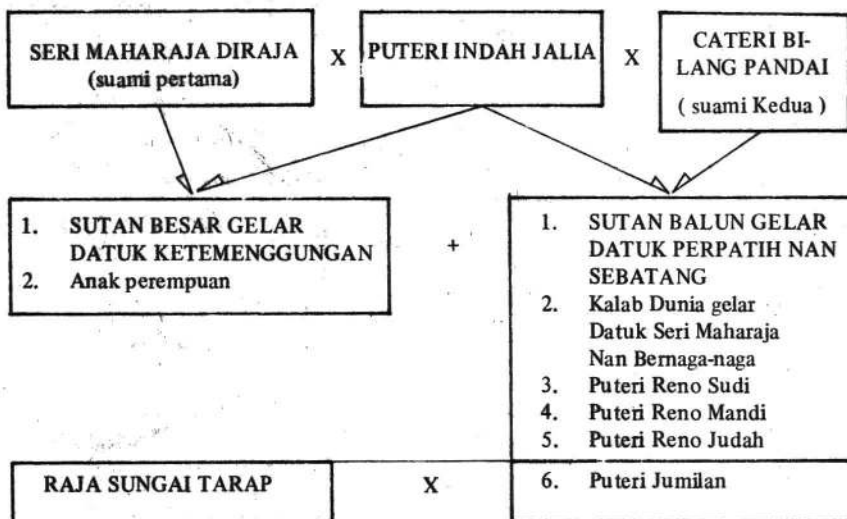 SERI MAHARAJA DIRAJA
(suami pertama)
X
PUTERI INDAH JALIA
X
CATERI BI-
LANG PANDAI
( suami Kedua )
1. SUTAN BESAR GELAR
DATUK KETEMENGGUNGAN
2. Anak perempuan
+
1. SUTAN BALUN GELAR
DATUK PERPATIH NAN
SEBATANG
2. Kalab Dunia gelar
Datuk Seri Maharaja
Nan Bernaga-naga
3. Puteri Reno Sudi
4. Puteri Reno Mandi
5. Puteri Reno Judah
RAJA SUNGAI TARAP
X
6. Puteri Jumilan